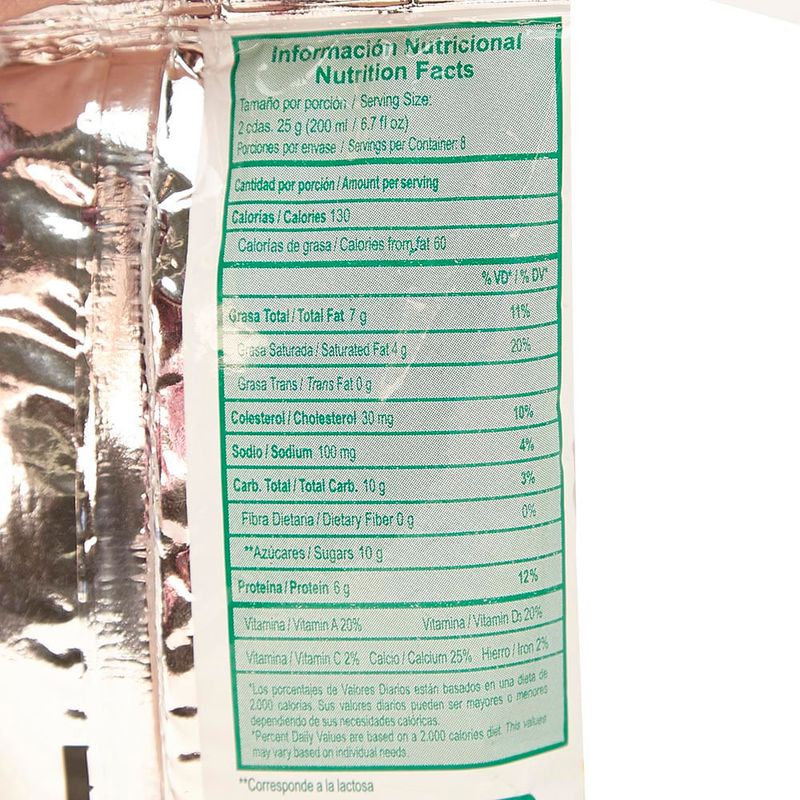 Información Nutricional
Nutrition Facts
Tamaño por porción / Serving Size:
2 cdas. 25 g (200 ml / 6.7 fl oz)
Porciones por envase / Servings per Container: 8
Cantidad por porción / Amount per serving
Calorías / Calories 130
Calorías de grasa / Calories from fat 60
% VD* / % DV*
Grasa Total / Total Fat 7 g 11%
Grasa Saturada / Saturated Fat 4 g 20%
Grasa Trans / Trans Fat 0 g
Colesterol / Cholesterol 30 mg 10%
Sodio / Sodium 100 mg 4%
Carb. Total / Total Carb. 10 g 3%
Fibra Dietaria / Dietary Fiber 0 g 0%
**Azúcares / Sugars 10 g
Proteína / Protein 6 g 12%
Vitamina / Vitamin A 20% Vitamina / Vitamin D3 20%
Vitamina / Vitamin C 2% Calcio / Calcium 25% Hierro / Iron 2%
*Los porcentajes de Valores Diarios están basados en una dieta de
2.000 calorías. Sus valores diarios pueden ser mayores o menores
dependiendo de sus necesidades calóricas.
*Percent Daily Values are based on a 2.000 calories diet. This values
may vary based on individual needs.
**Corresponde a la lactosa